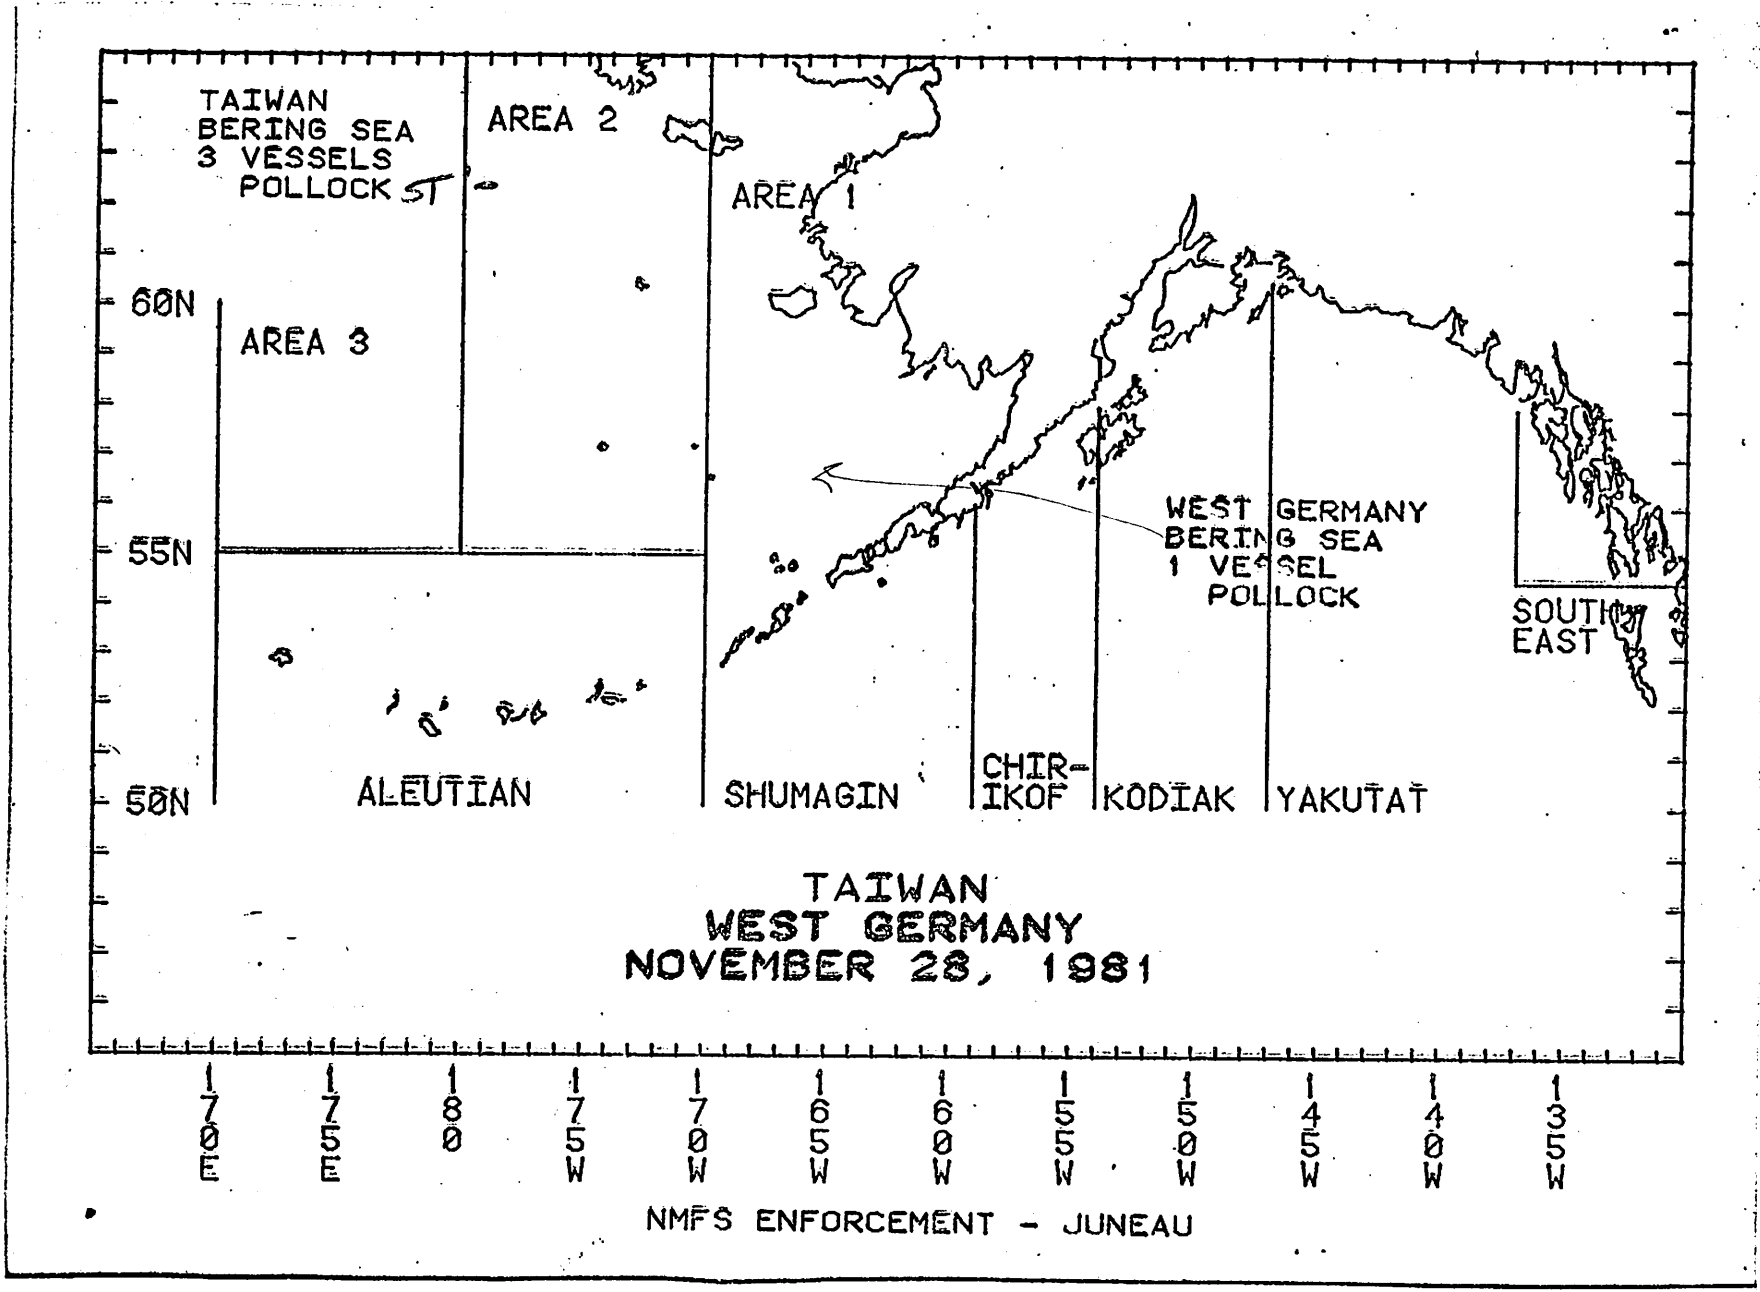 TAIWAN
BERING SEA
3 VESSELS
POLLOCK ST
AREA 2
AREA 1
60N
AREA 3
WEST GERMANY
BERING SEA
1 VESSEL
POLLOCK
55N
SOUTH
EAST
50N
ALEUTIAN
SHUMAGIN
CHIR-
IKOF
KODIAK
YAKUTAT
TAIWAN
WEST GERMANY
NOVEMBER 28, 1981
170E
175E
180
175W
170W
165W
160W
155W
150W
145W
140W
135W
NMFS ENFORCEMENT - JUNEAU